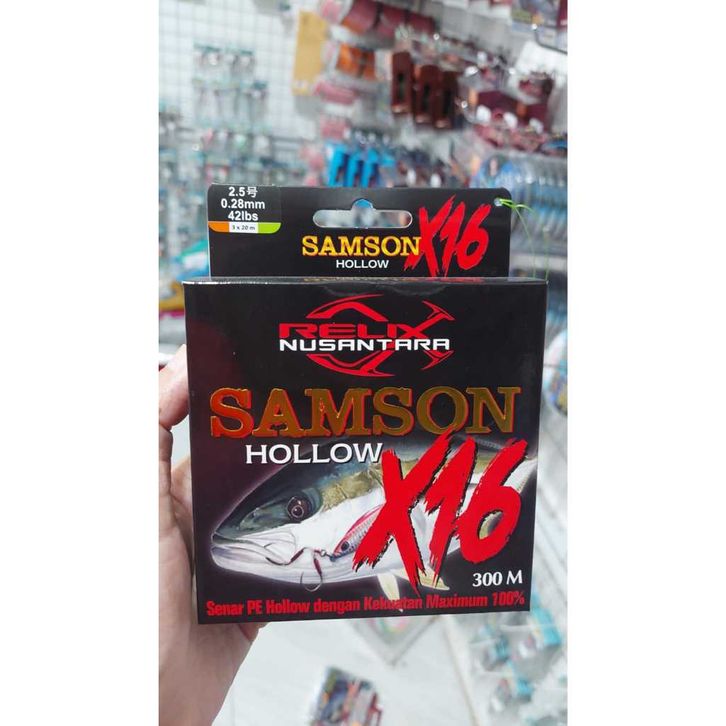 2.5号
0.28mm
42lbs
3 x 20 m
SAMSON X16
HOLLOW
RELIX
NUSANTARA
SAMSON
HOLLOW
X16
300 M
Senar PE Hollow dengan Kekuatan Maximum 100%